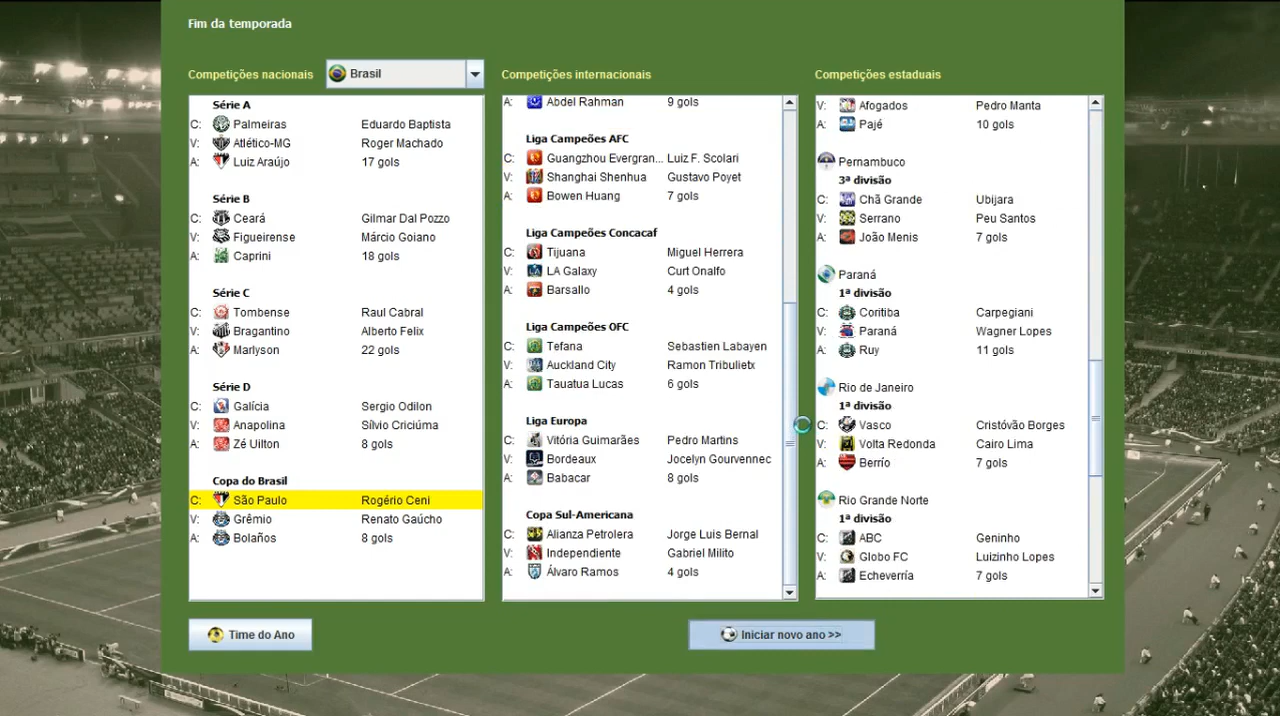 Fim da temporada
Competições nacionais
Brasil
Série A
C: Palmeiras Eduardo Baptista
V: Atlético-MG Roger Machado
A: Luiz Araújo 17 gols
Série B
C: Ceará Gilmar Dal Pozzo
V: Figueirense Márcio Goiano
A: Caprini 18 gols
Série C
C: Tombense Raul Cabral
V: Bragantino Alberto Felix
A: Marlyson 22 gols
Série D
C: Galícia Sergio Odilon
V: Anapolina Sílvio Criciúma
A: Zé Uilton 8 gols
Copa do Brasil
C: São Paulo Rogério Ceni
V: Grêmio Renato Gaúcho
A: Bolaños 8 gols
Time do Ano
Competições internacionais
A: Abdel Rahman 9 gols
Liga Campeões AFC
C: Guangzhou Evergran... Luiz F. Scolari
V: Shanghai Shenhua Gustavo Poyet
A: Bowen Huang 7 gols
Liga Campeões Concacaf
C: Tijuana Miguel Herrera
V: LA Galaxy Curt Onalfo
A: Barsallo 4 gols
Liga Campeões OFC
C: Tefana Sebastien Labayen
V: Auckland City Ramon Tribulietx
A: Tauatua Lucas 6 gols
Liga Europa
C: Vitória Guimarães Pedro Martins
V: Bordeaux Jocelyn Gourvennec
A: Babacar 8 gols
Copa Sul-Americana
C: Alianza Petrolera Jorge Luis Bernal
V: Independiente Gabriel Milito
A: Álvaro Ramos 4 gols
Iniciar novo ano >>
Competições estaduais
V: Afogados Pedro Manta
A: Pajé 10 gols
Pernambuco
3ª divisão
C: Chã Grande Ubijara
V: Serrano Peu Santos
A: João Menis 7 gols
Paraná
1ª divisão
C: Coritiba Carpegiani
V: Paraná Wagner Lopes
A: Ruy 11 gols
Rio de Janeiro
1ª divisão
C: Vasco Cristóvão Borges
V: Volta Redonda Cairo Lima
A: Berrío 7 gols
Rio Grande Norte
1ª divisão
C: ABC Geninho
V: Globo FC Luizinho Lopes
A: Echeverría 7 gols